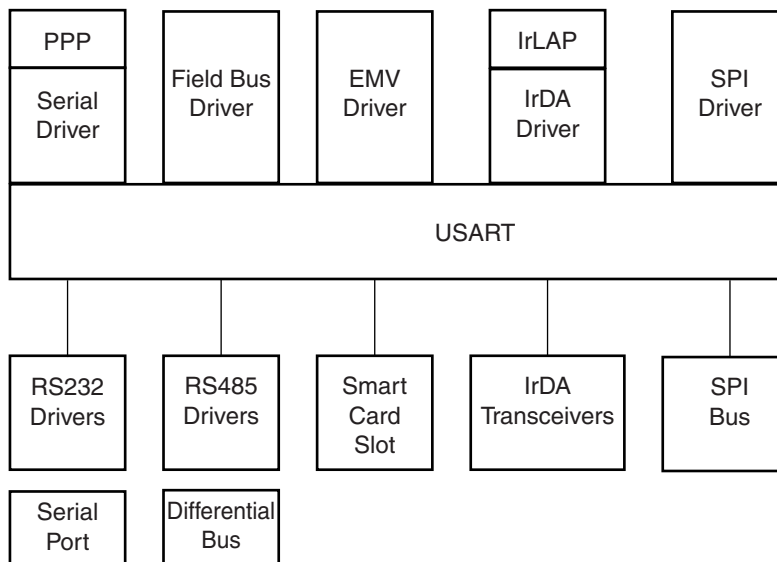 PPP
Serial
Driver
Field Bus
Driver
EMV
Driver
IrLAP
IrDA
Driver
SPI
Driver
USART
RS232
Drivers
RS485
Drivers
Smart
Card
Slot
IrDA
Transceivers
SPI
Bus
Serial
Port
Differential
Bus